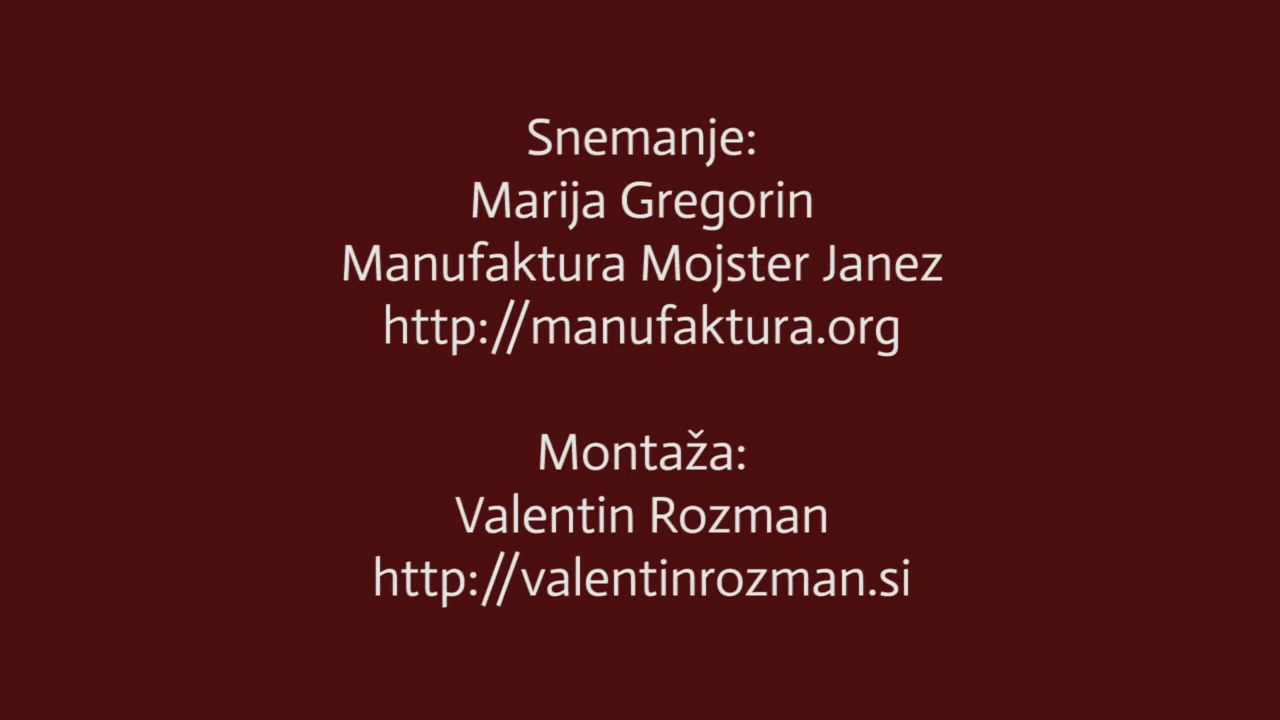 Snemanje:
Marija Gregorin
Manufaktura Mojster Janez
http://manufaktura.org
Montaža:
Valentin Rozman
http://valentinrozman.si